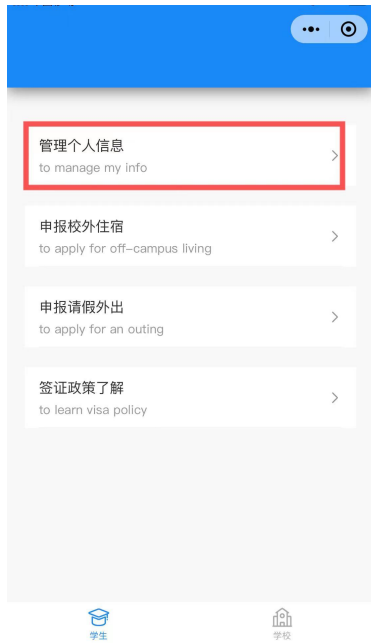 管理个人信息
to manage my info
申报校外住宿
to apply for off-campus living
申报请假外出
to apply for an outing
签证政策了解
to learn visa policy
学生
学校